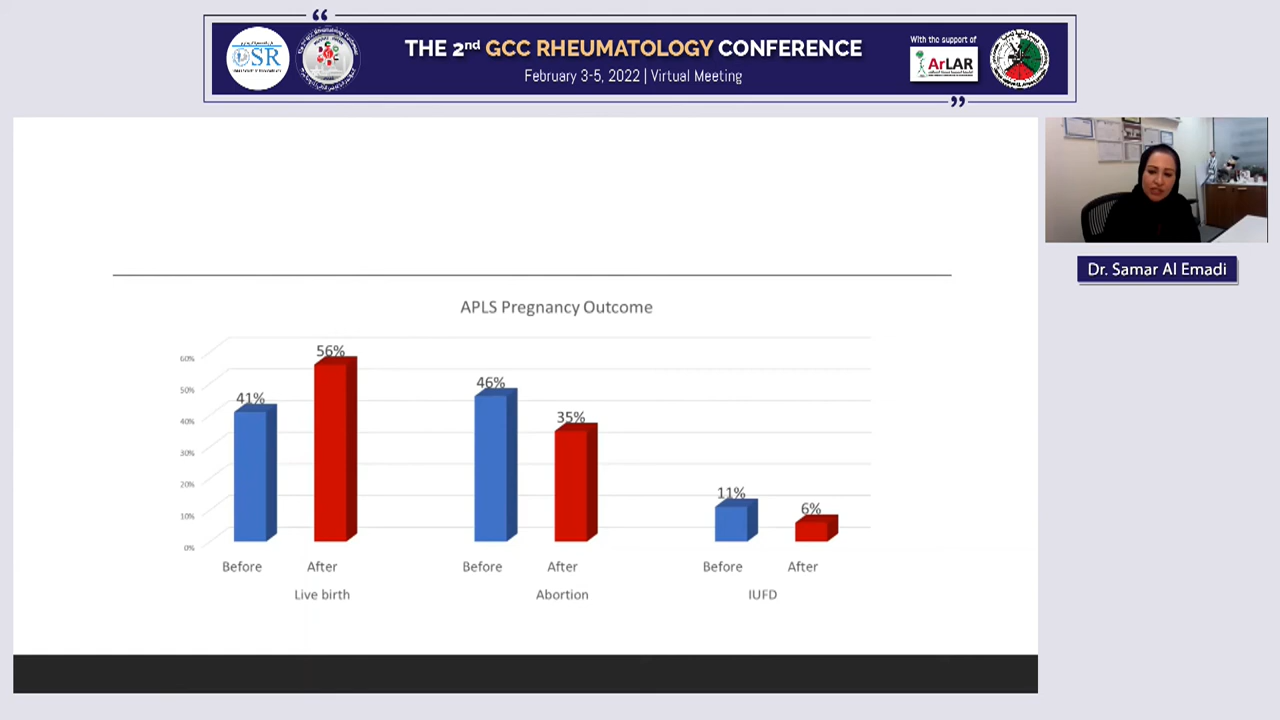 THE 2nd GCC RHEUMATOLOGY CONFERENCE
February 3-5, 2022 | Virtual Meeting
OSR
With the support of
ArLAR
Dr. Samar Al Emadi
APLS Pregnancy Outcome
60%
50%
40%
30%
20%
10%
0%
41%
56%
46%
35%
11%
6%
Before
After
Before
After
Before
After
Live birth
Abortion
IUFD